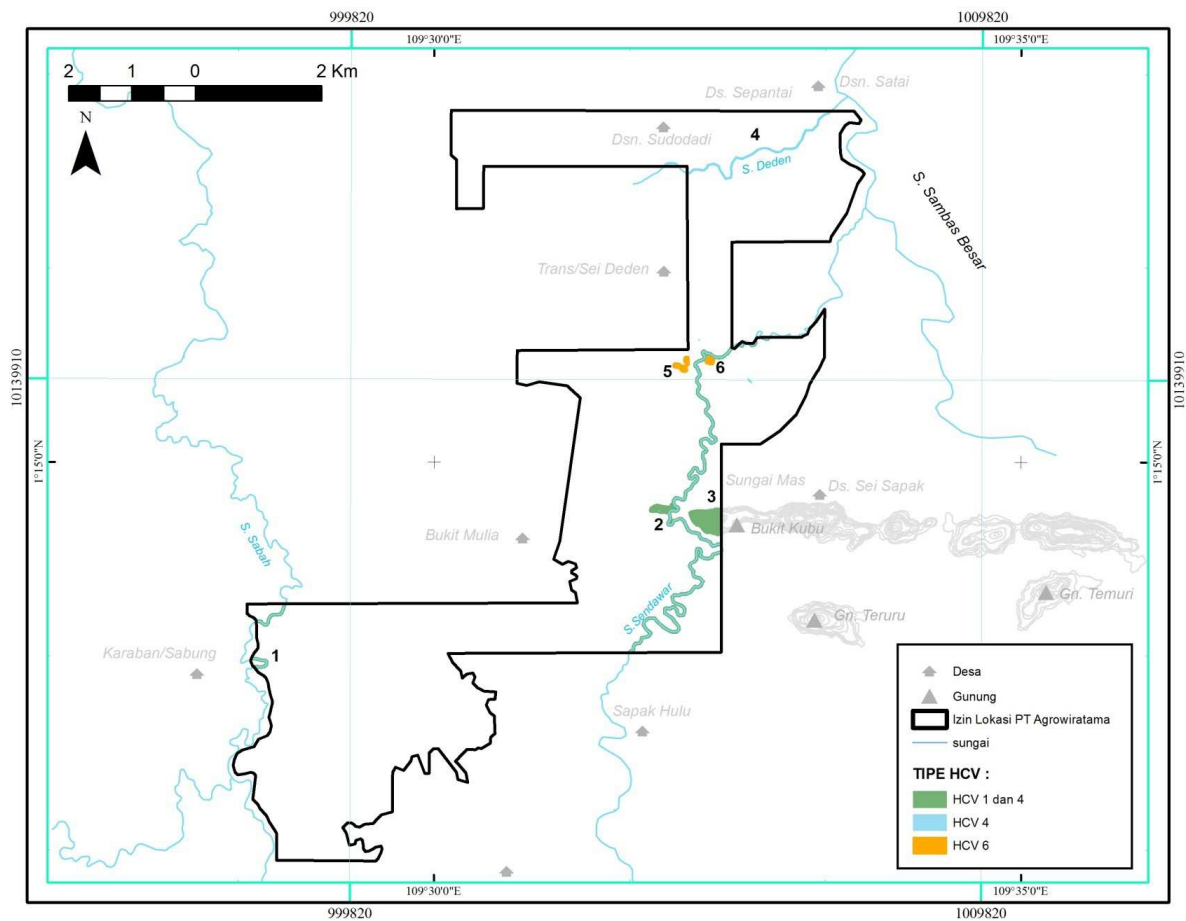 999820
1009820
109°30'0"E
109°35'0"E
2 1 0 2 Km
N
Dsn. Satai
Ds. Sepantai
Dsn. Sudodadi
4
S. Deden
S. Sambas Besar
Trans/Sei Deden
5
6
10139910
10139910
1°15'0"N
1°15'0"N
Sungai Mas
Ds. Sei Sapak
3
2
Bukit Kubu
Bukit Mulia
S. Sabah
Gn. Temuri
S.Sendawar
Gn. Teruru
Karaban/Sabung
1
Sapak Hulu
Desa
Gunung
Izin Lokasi PT Agrowiratama
sungai
TIPE HCV :
HCV 1 dan 4
HCV 4
HCV 6
109°30'0"E
109°35'0"E
999820
1009820